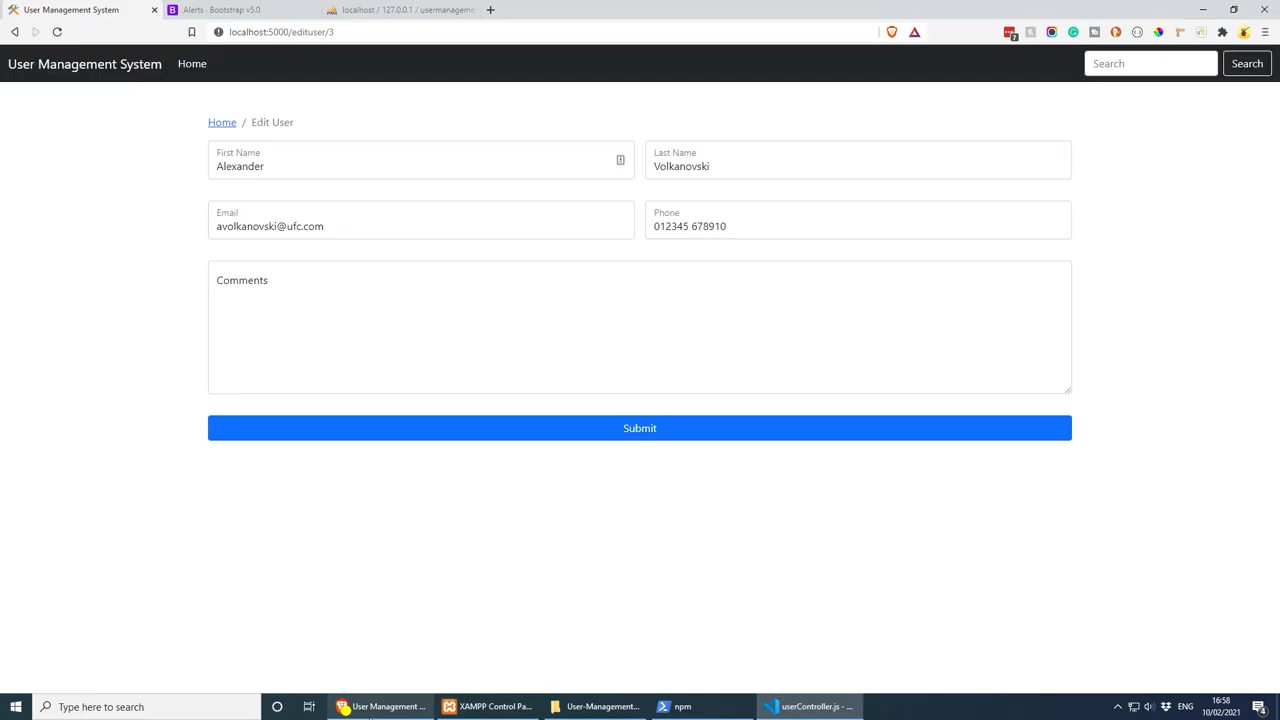 User Management System
Alerts · Bootstrap v5.0
localhost / 127.0.0.1 / usermanageme
localhost:5000/edituser/3
7
User Management System
Home
Search
Search
Home / Edit User
First Name
Alexander
Last Name
Volkanovski
Email
avolkanovski@ufc.com
Phone
012345 678910
Comments
Submit
Type here to search
User Management ...
XAMPP Control Pa...
User-Management...
npm
userController.js - ...
ENG
16:58
10/02/2021
4